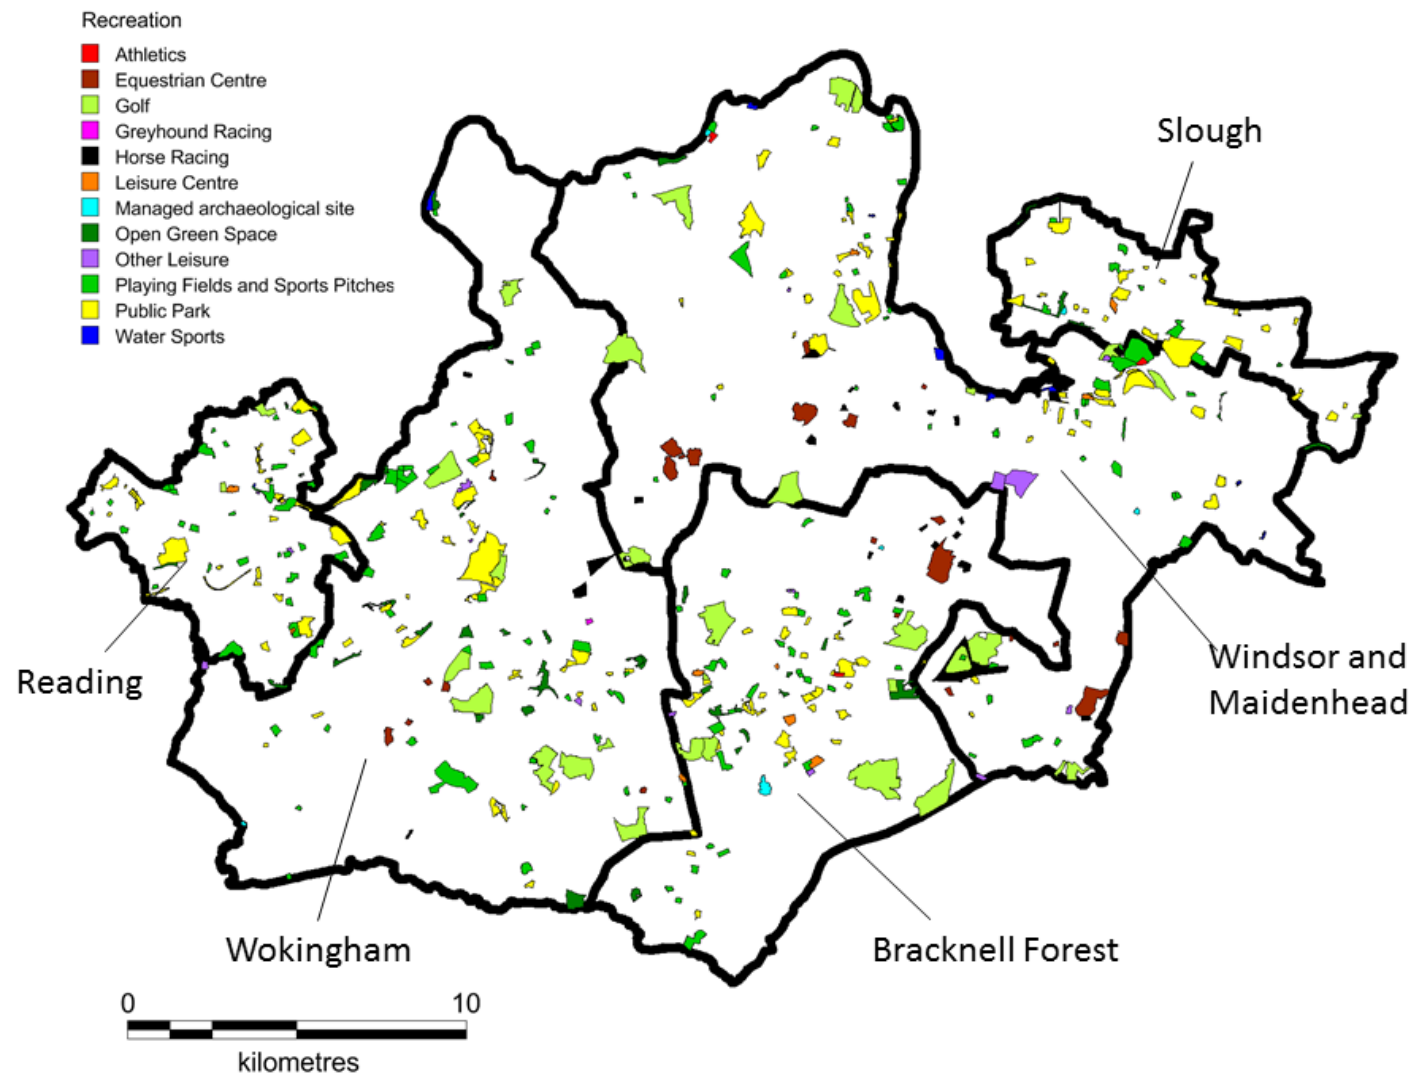 Recreation
Athletics
Equestrian Centre
Golf
Greyhound Racing
Horse Racing
Leisure Centre
Managed archaeological site
Open Green Space
Other Leisure
Playing Fields and Sports Pitches
Public Park
Water Sports
Slough
Reading
Windsor and
Maidenhead
Wokingham
Bracknell Forest
0 10
kilometres